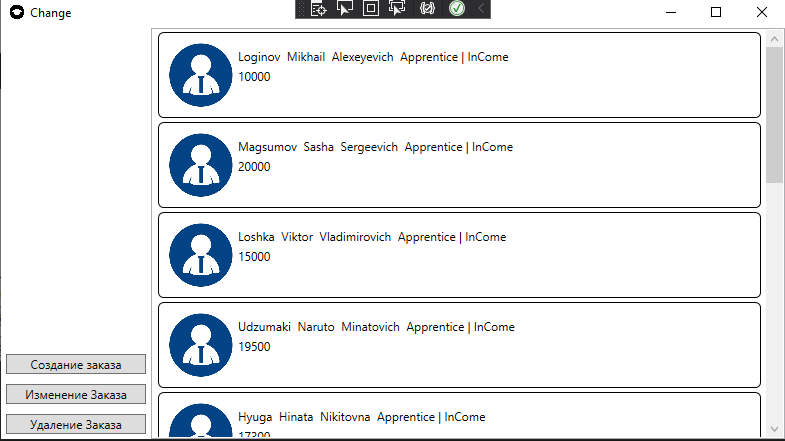 Change
Loginov Mikhail Alexeyevich Apprentice | InCome
10000
Magsumov Sasha Sergeevich Apprentice | InCome
20000
Loshka Viktor Vladimirovich Apprentice | InCome
15000
Udzumaki Naruto Minatovich Apprentice | InCome
19500
Hyuga Hinata Nikitovna Apprentice | InCome
17300
Создание заказа
Изменение Заказа
Удаление Заказа